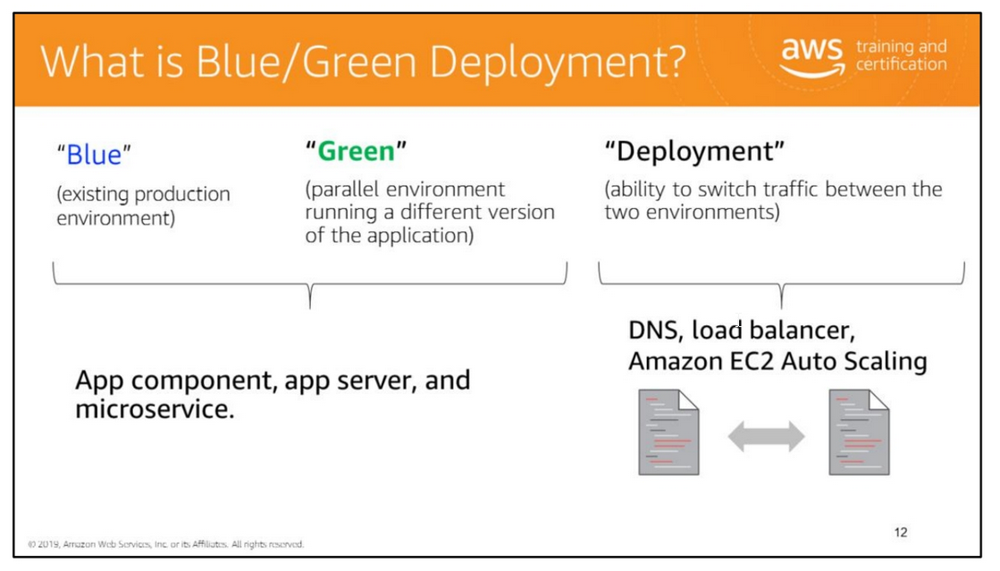 What is Blue/Green Deployment?
aws training and
certification
“Blue”
(existing production
environment)
“Green”
(parallel environment
running a different version
of the application)
“Deployment”
(ability to switch traffic between the
two environments)
App component, app server, and
microservice.
DNS, load balancer,
Amazon EC2 Auto Scaling
© 2019, Amazon Web Services, Inc. or its Affiliates. All rights reserved.
12